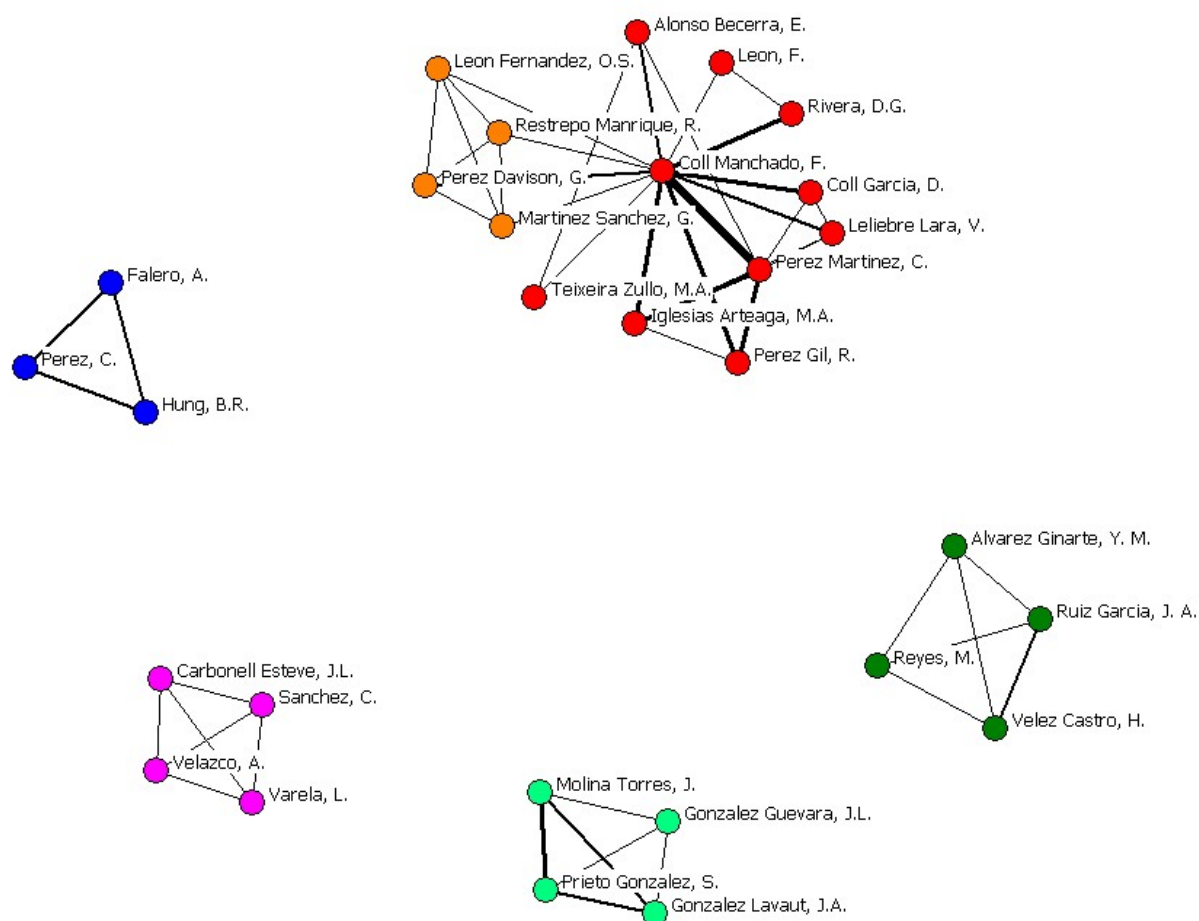 Alonso Becerra, E.
Leon, F.
Leon Fernandez, O.S.
Rivera, D.G.
Restrepo Manrique, R.
Coll Manchado, F.
Perez Davison, G.
Coll Garcia, D.
Martinez Sanchez, G.
Leliebre Lara, V.
Perez Martinez, C.
Falero, A.
Teixeira Zullo, M.A.
Iglesias Arteaga, M.A.
Perez, C.
Perez Gil, R.
Hung, B.R.
Alvarez Ginarte, Y. M.
Ruiz Garcia, J. A.
Reyes, M.
Carbonell Esteve, J.L.
Sanchez, C.
Velez Castro, H.
Velazco, A.
Molina Torres, J.
Varela, L.
Gonzalez Guevara, J.L.
Prieto Gonzalez, S.
Gonzalez Lavaut, J.A.